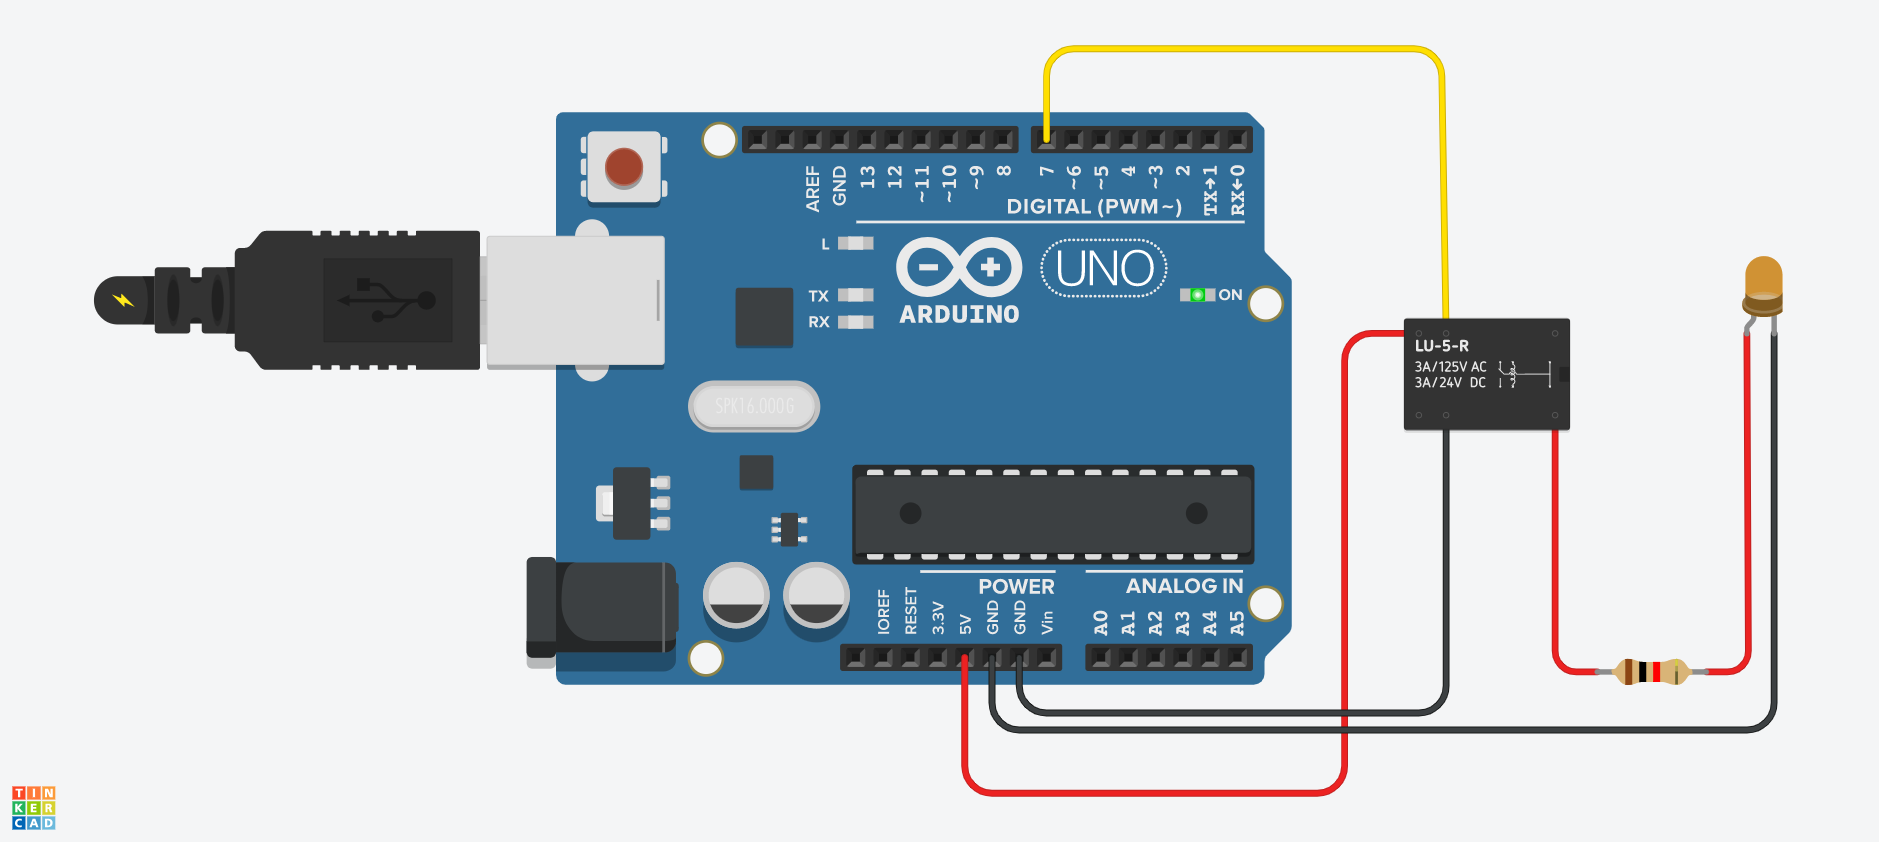 AREF
GND
13
12
~11
~10
~9
8
7
~6
~5
4
~3
2
TX→1
RX←0
DIGITAL (PWM~)
L
TX
RX
ARDUINO
UNO
ON
SPK16.000G
LU-5-R
3A/125V AC
3A/24V DC
POWER
ANALOG IN
IOREF
RESET
3.3V
5V
GND
GND
Vin
A0
A1
A2
A3
A4
A5
TIN
KER
CAD